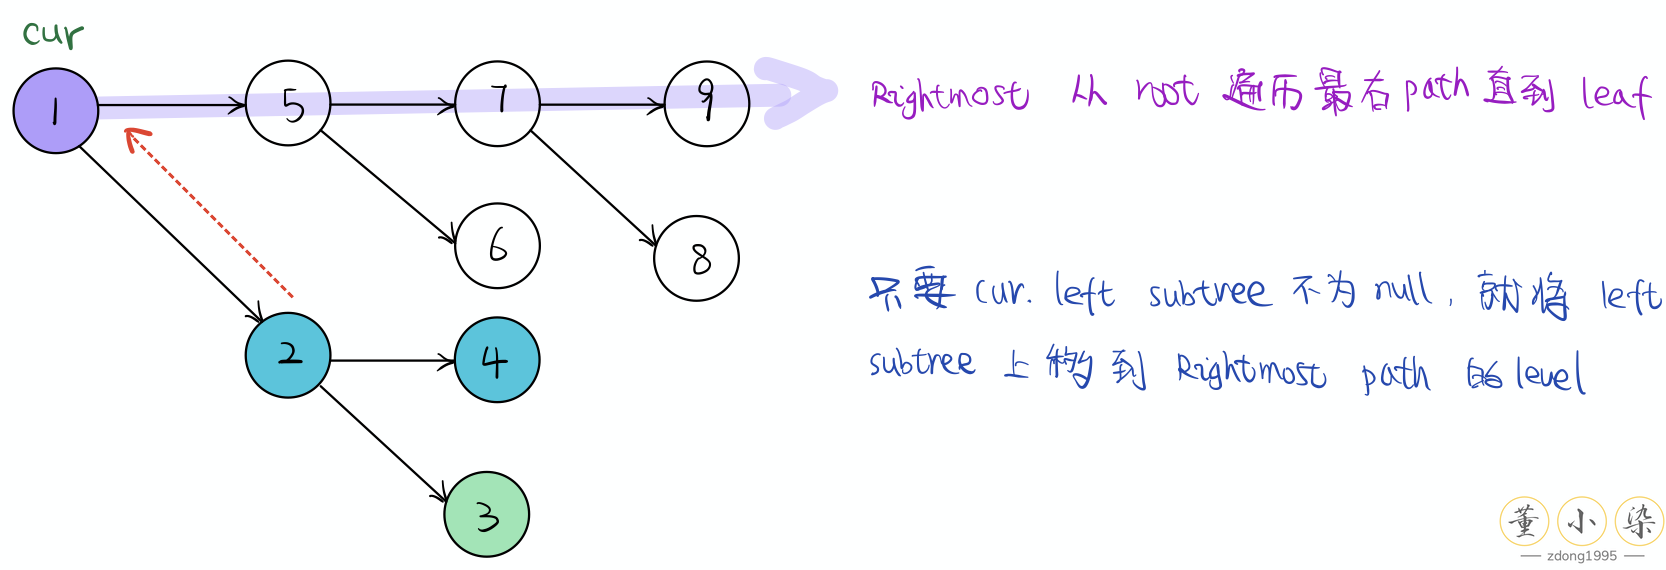 cur
1
5
7
9
Rightmost 从 root 遍历最右 path 直到 leaf
6
8
只要 cur. left subtree 不为 null, 就将 left
2
4
subtree 上移到 Rightmost path 的 level
3
董小染
zdong1995